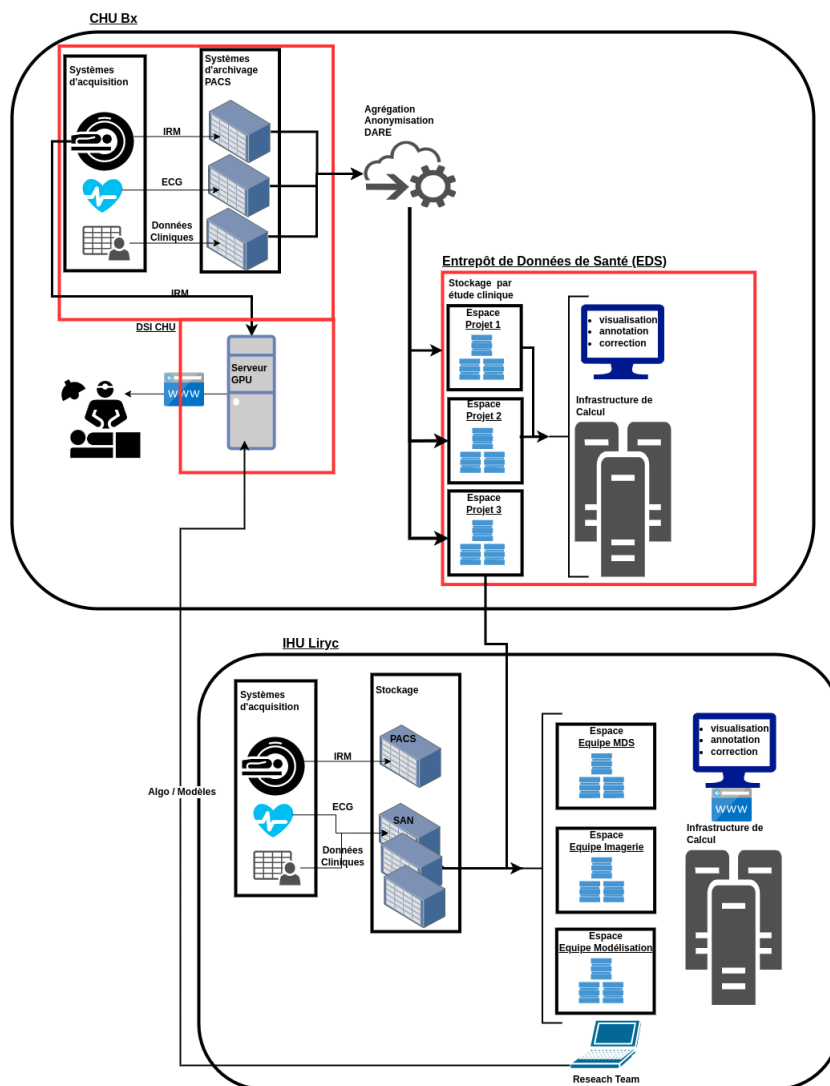 CHU Bx
Systèmes
d'acquisition
Systèmes
d'archivage
PACS
IRM
ECG
Données
Cliniques
Agrégation
Anonymisation
DARE
IRM
DSI CHU
Serveur
GPU
WWW
Entrepôt de Données de Santé (EDS)
Stockage par
étude clinique
Espace
Projet 1
Espace
Projet 2
Espace
Projet 3
visualisation
annotation
correction
Infrastructure de
Calcul
IHU Liryc
Systèmes
d'acquisition
Stockage
PACS
IRM
ECG
SAN
Données
Cliniques
Algo / Modèles
Espace
Equipe MDS
Espace
Equipe Imagerie
Espace
Equipe Modélisation
visualisation
annotation
correction
WWW
Infrastructure de
Calcul
Reseach Team